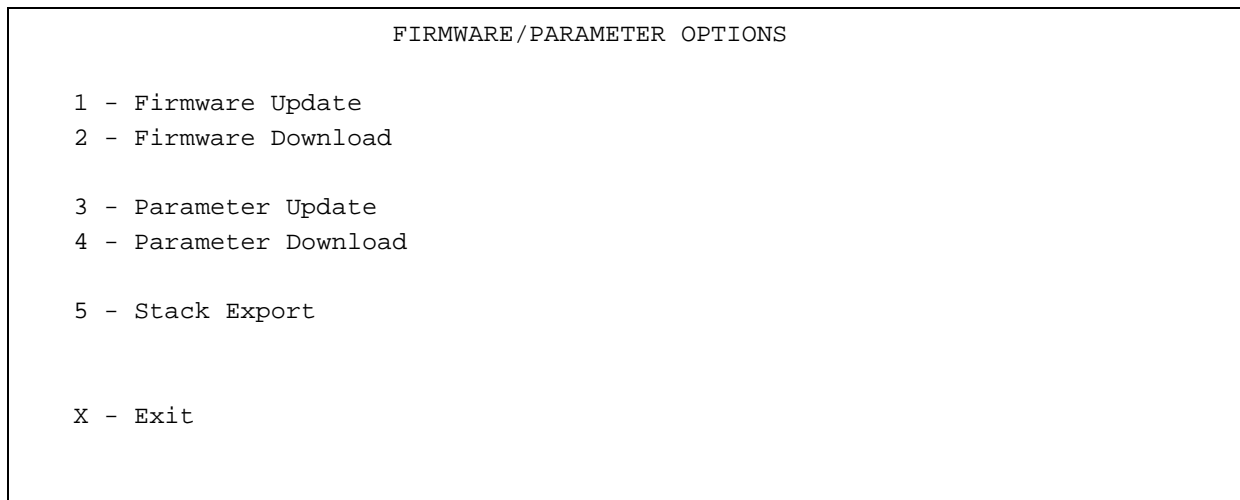 FIRMWARE/PARAMETER OPTIONS
1 - Firmware Update
2 - Firmware Download
3 - Parameter Update
4 - Parameter Download
5 - Stack Export
X - Exit